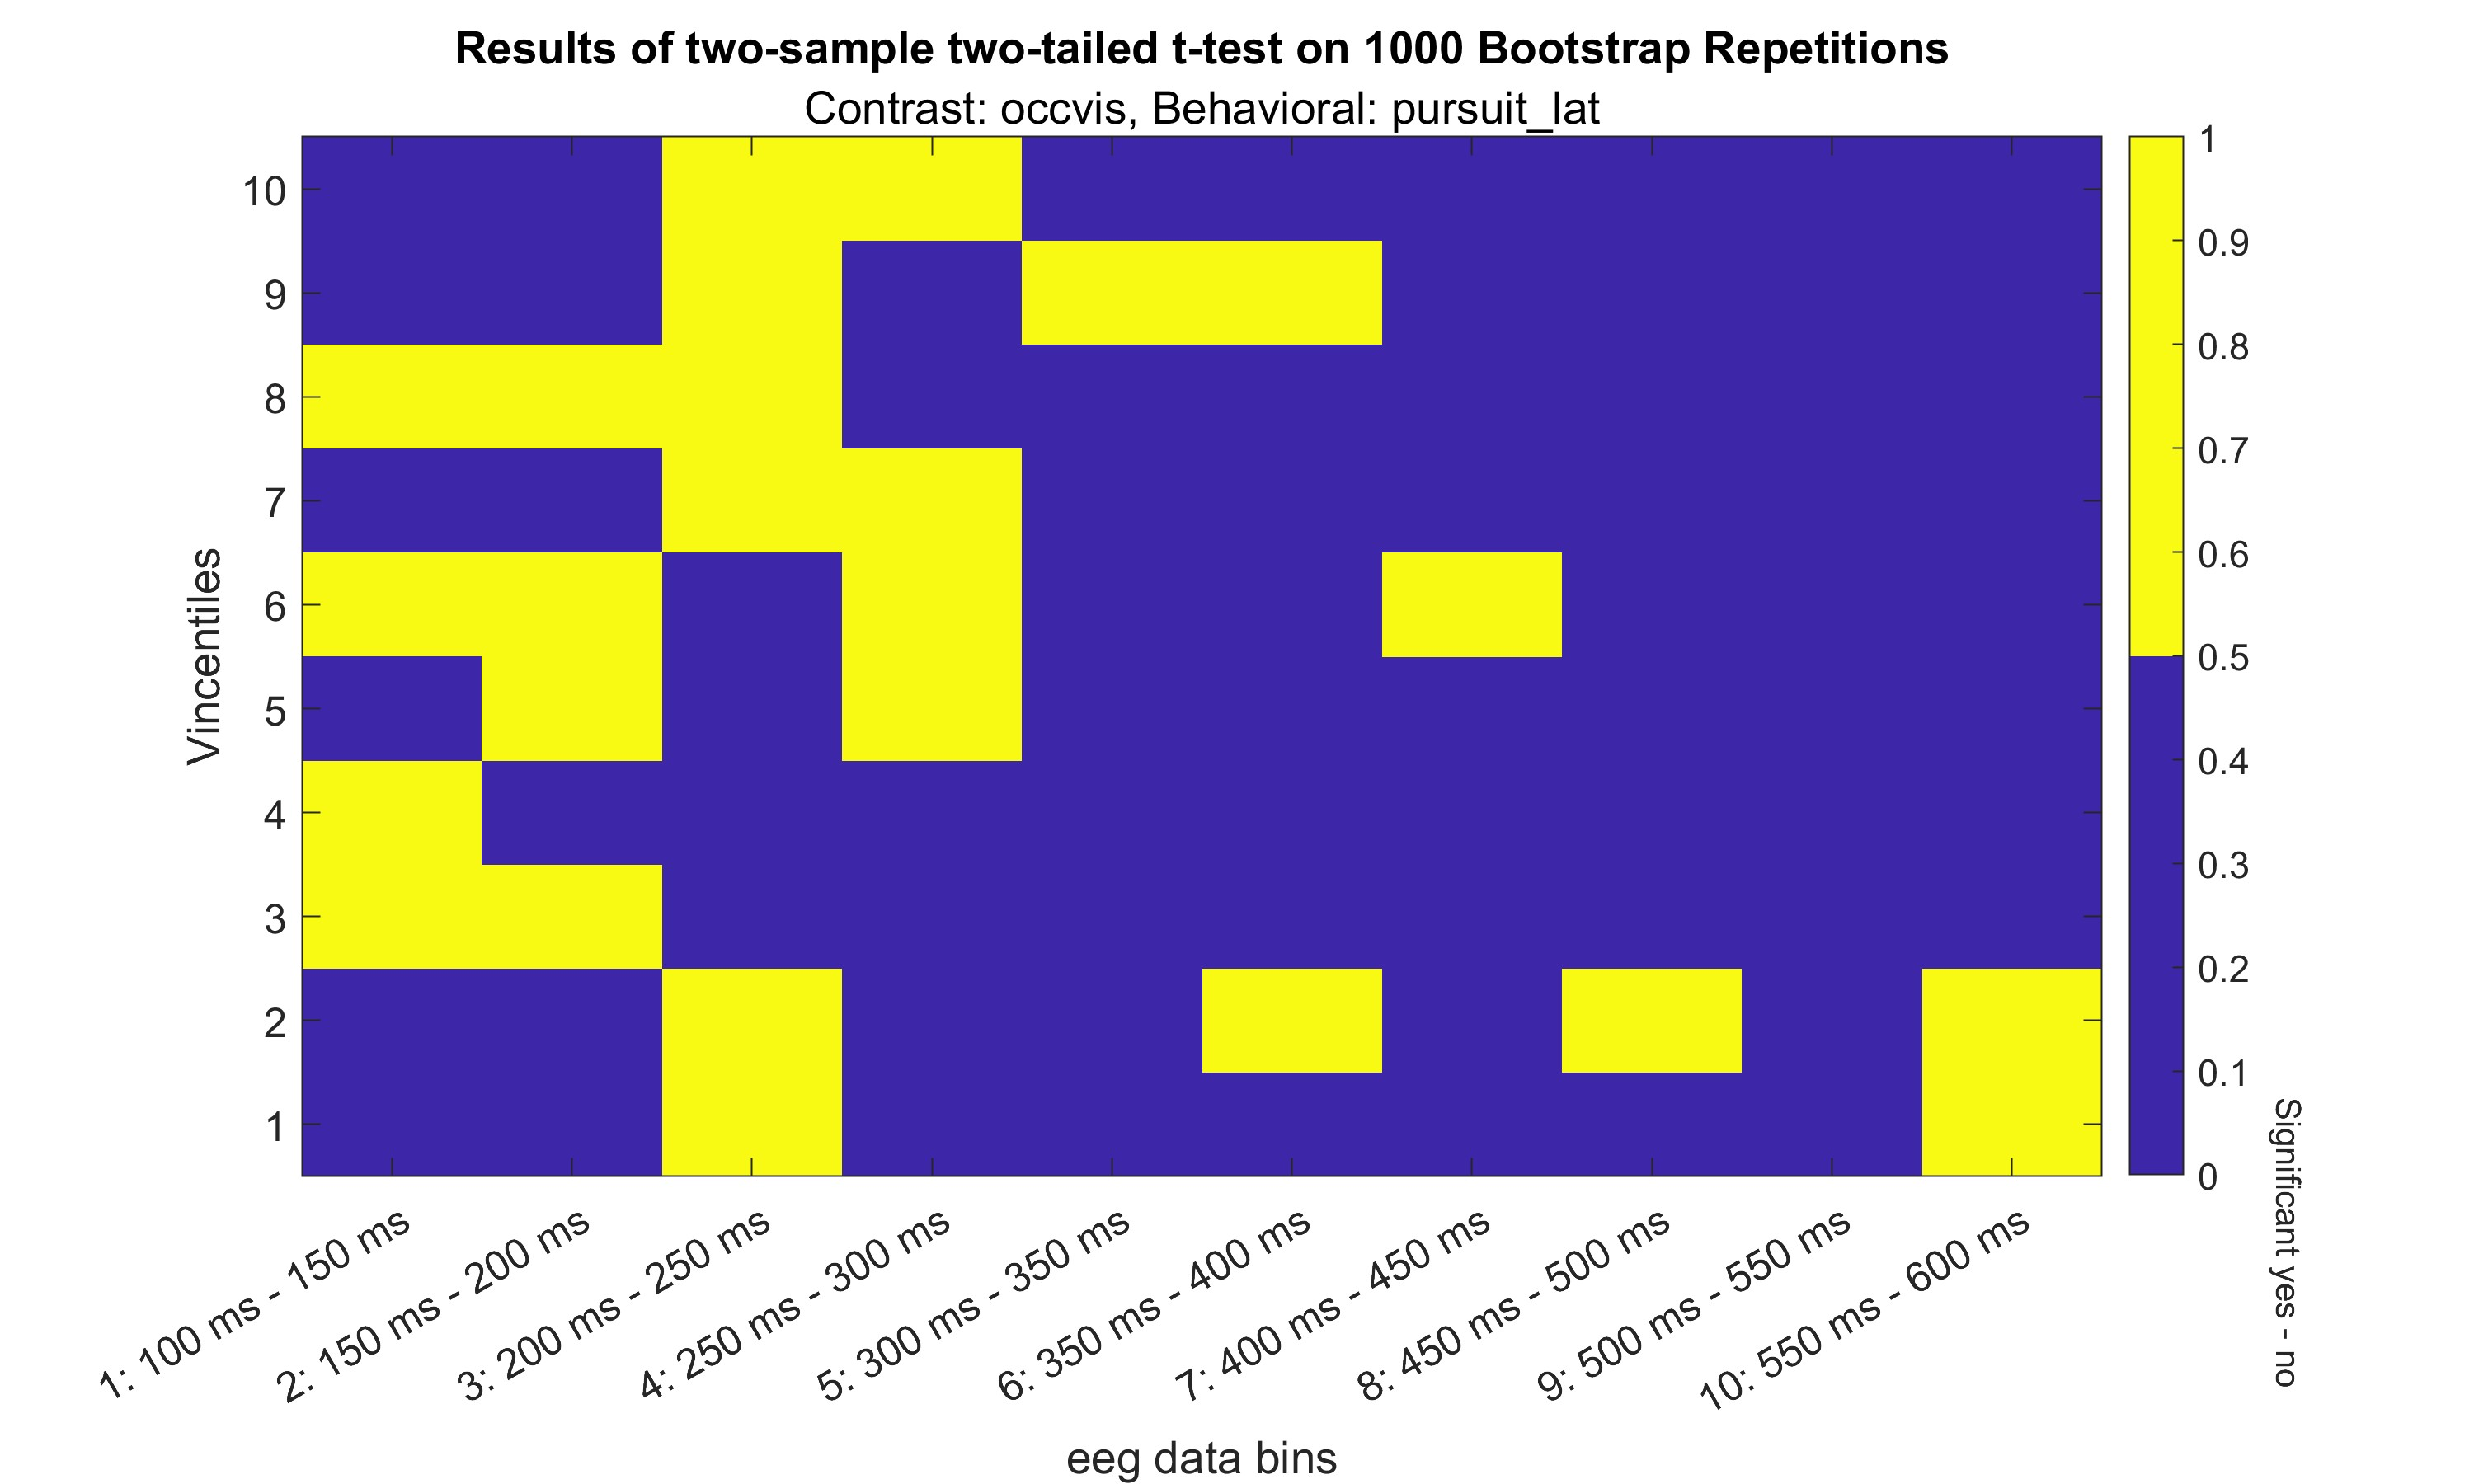 Results of two-sample two-tailed t-test on 1000 Bootstrap Repetitions
Contrast: occvis, Behavioral: pursuit_lat
Vincentiles
10
9
8
7
6
5
4
3
2
1
1: 100 ms - 150 ms
2: 150 ms - 200 ms
3: 200 ms - 250 ms
4: 250 ms - 300 ms
5: 300 ms - 350 ms
6: 350 ms - 400 ms
7: 400 ms - 450 ms
8: 450 ms - 500 ms
9: 500 ms - 550 ms
10: 550 ms - 600 ms
eeg data bins
1
0.9
0.8
0.7
0.6
0.5
0.4
0.3
0.2
0.1
0
Significant yes - no